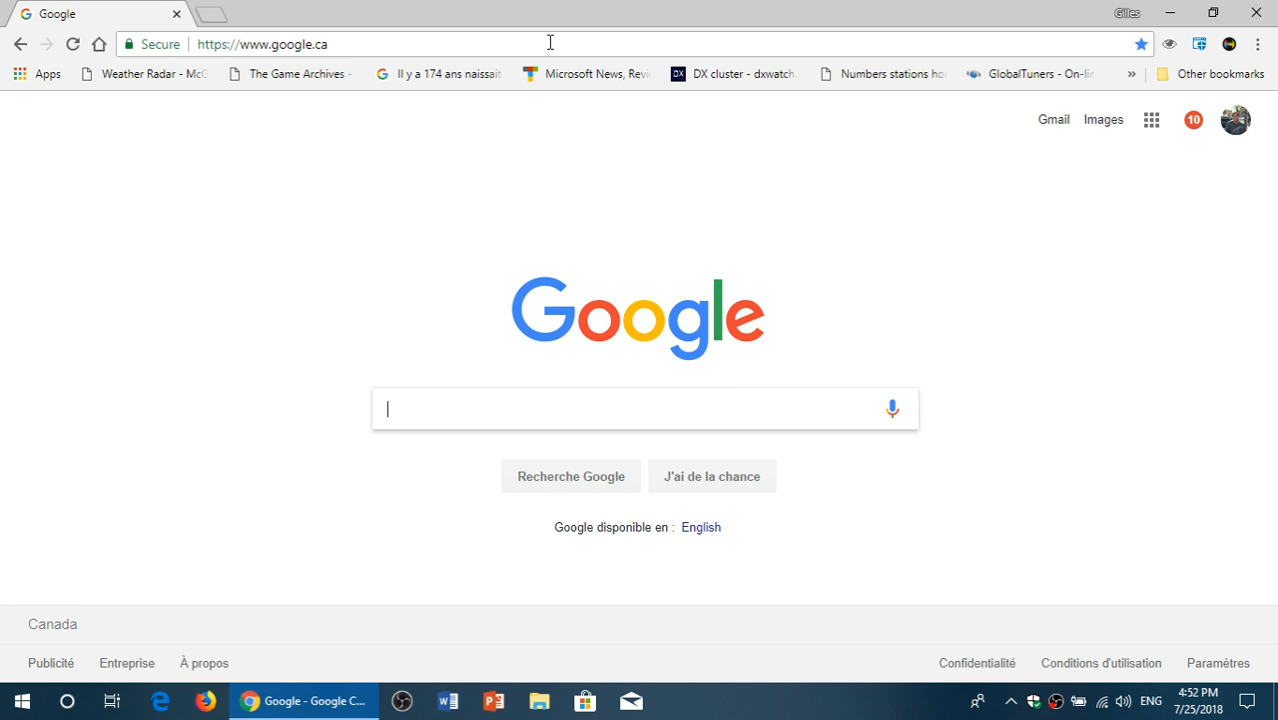 Google
Gilles
Secure https://www.google.ca
Apps Weather Radar - McG The Game Archives - Il y a 174 ans naissait Microsoft News, Revi DX cluster - dxwatch. Numbers stations ho GlobalTuners - On-lin » Other bookmarks
Gmail Images 10
Google
Recherche Google J'ai de la chance
Google disponible en : English
Canada
Publicité Entreprise À propos Confidentialité Conditions d'utilisation Paramètres
Google - Google C... ENG 4:52 PM
7/25/2018